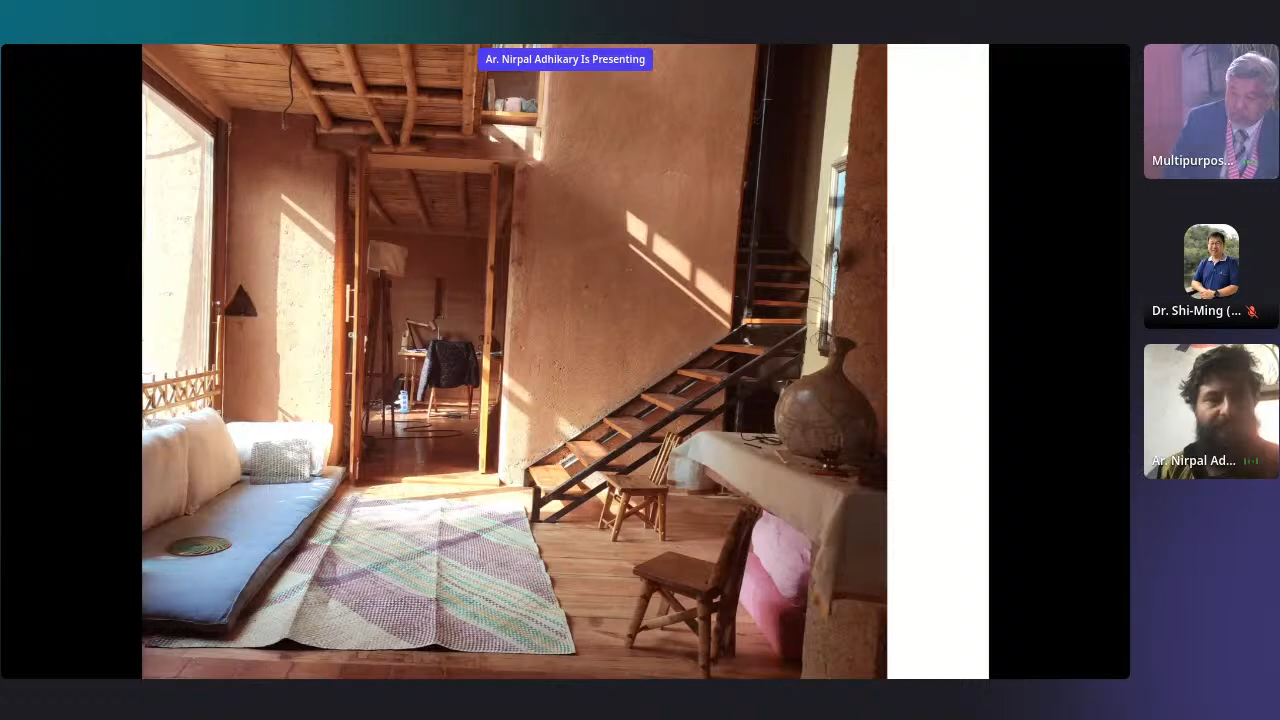 Ar. Nirpal Adhikary Is Presenting
Multipurpos...
Dr. Shi-Ming (...
Ar. Nirpal Ad...